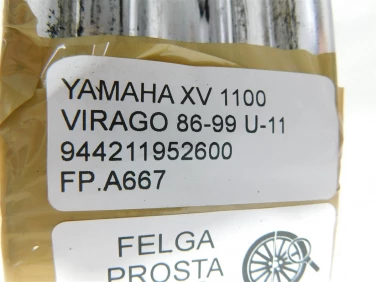 YAMAHA XV 1100
VIRAGO 86-99 U-11
944211952600
FP.A667
FELGA
PROSTA